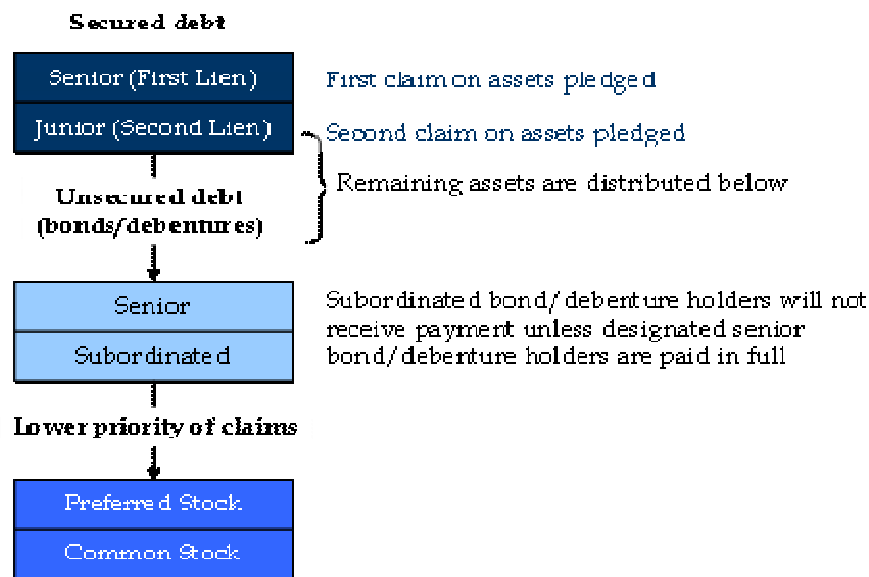 Secured debt
Senior (First Lien)
First claim on assets pledged
Junior (Second Lien)
Second claim on assets pledged
Remaining assets are distributed below
Unsecured debt
(bonds/debentures)
Senior
Subordinated
Subordinated bond/debenture holders will not
receive payment unless designated senior
bond/debenture holders are paid in full
Lower priority of claims
Preferred Stock
Common Stock